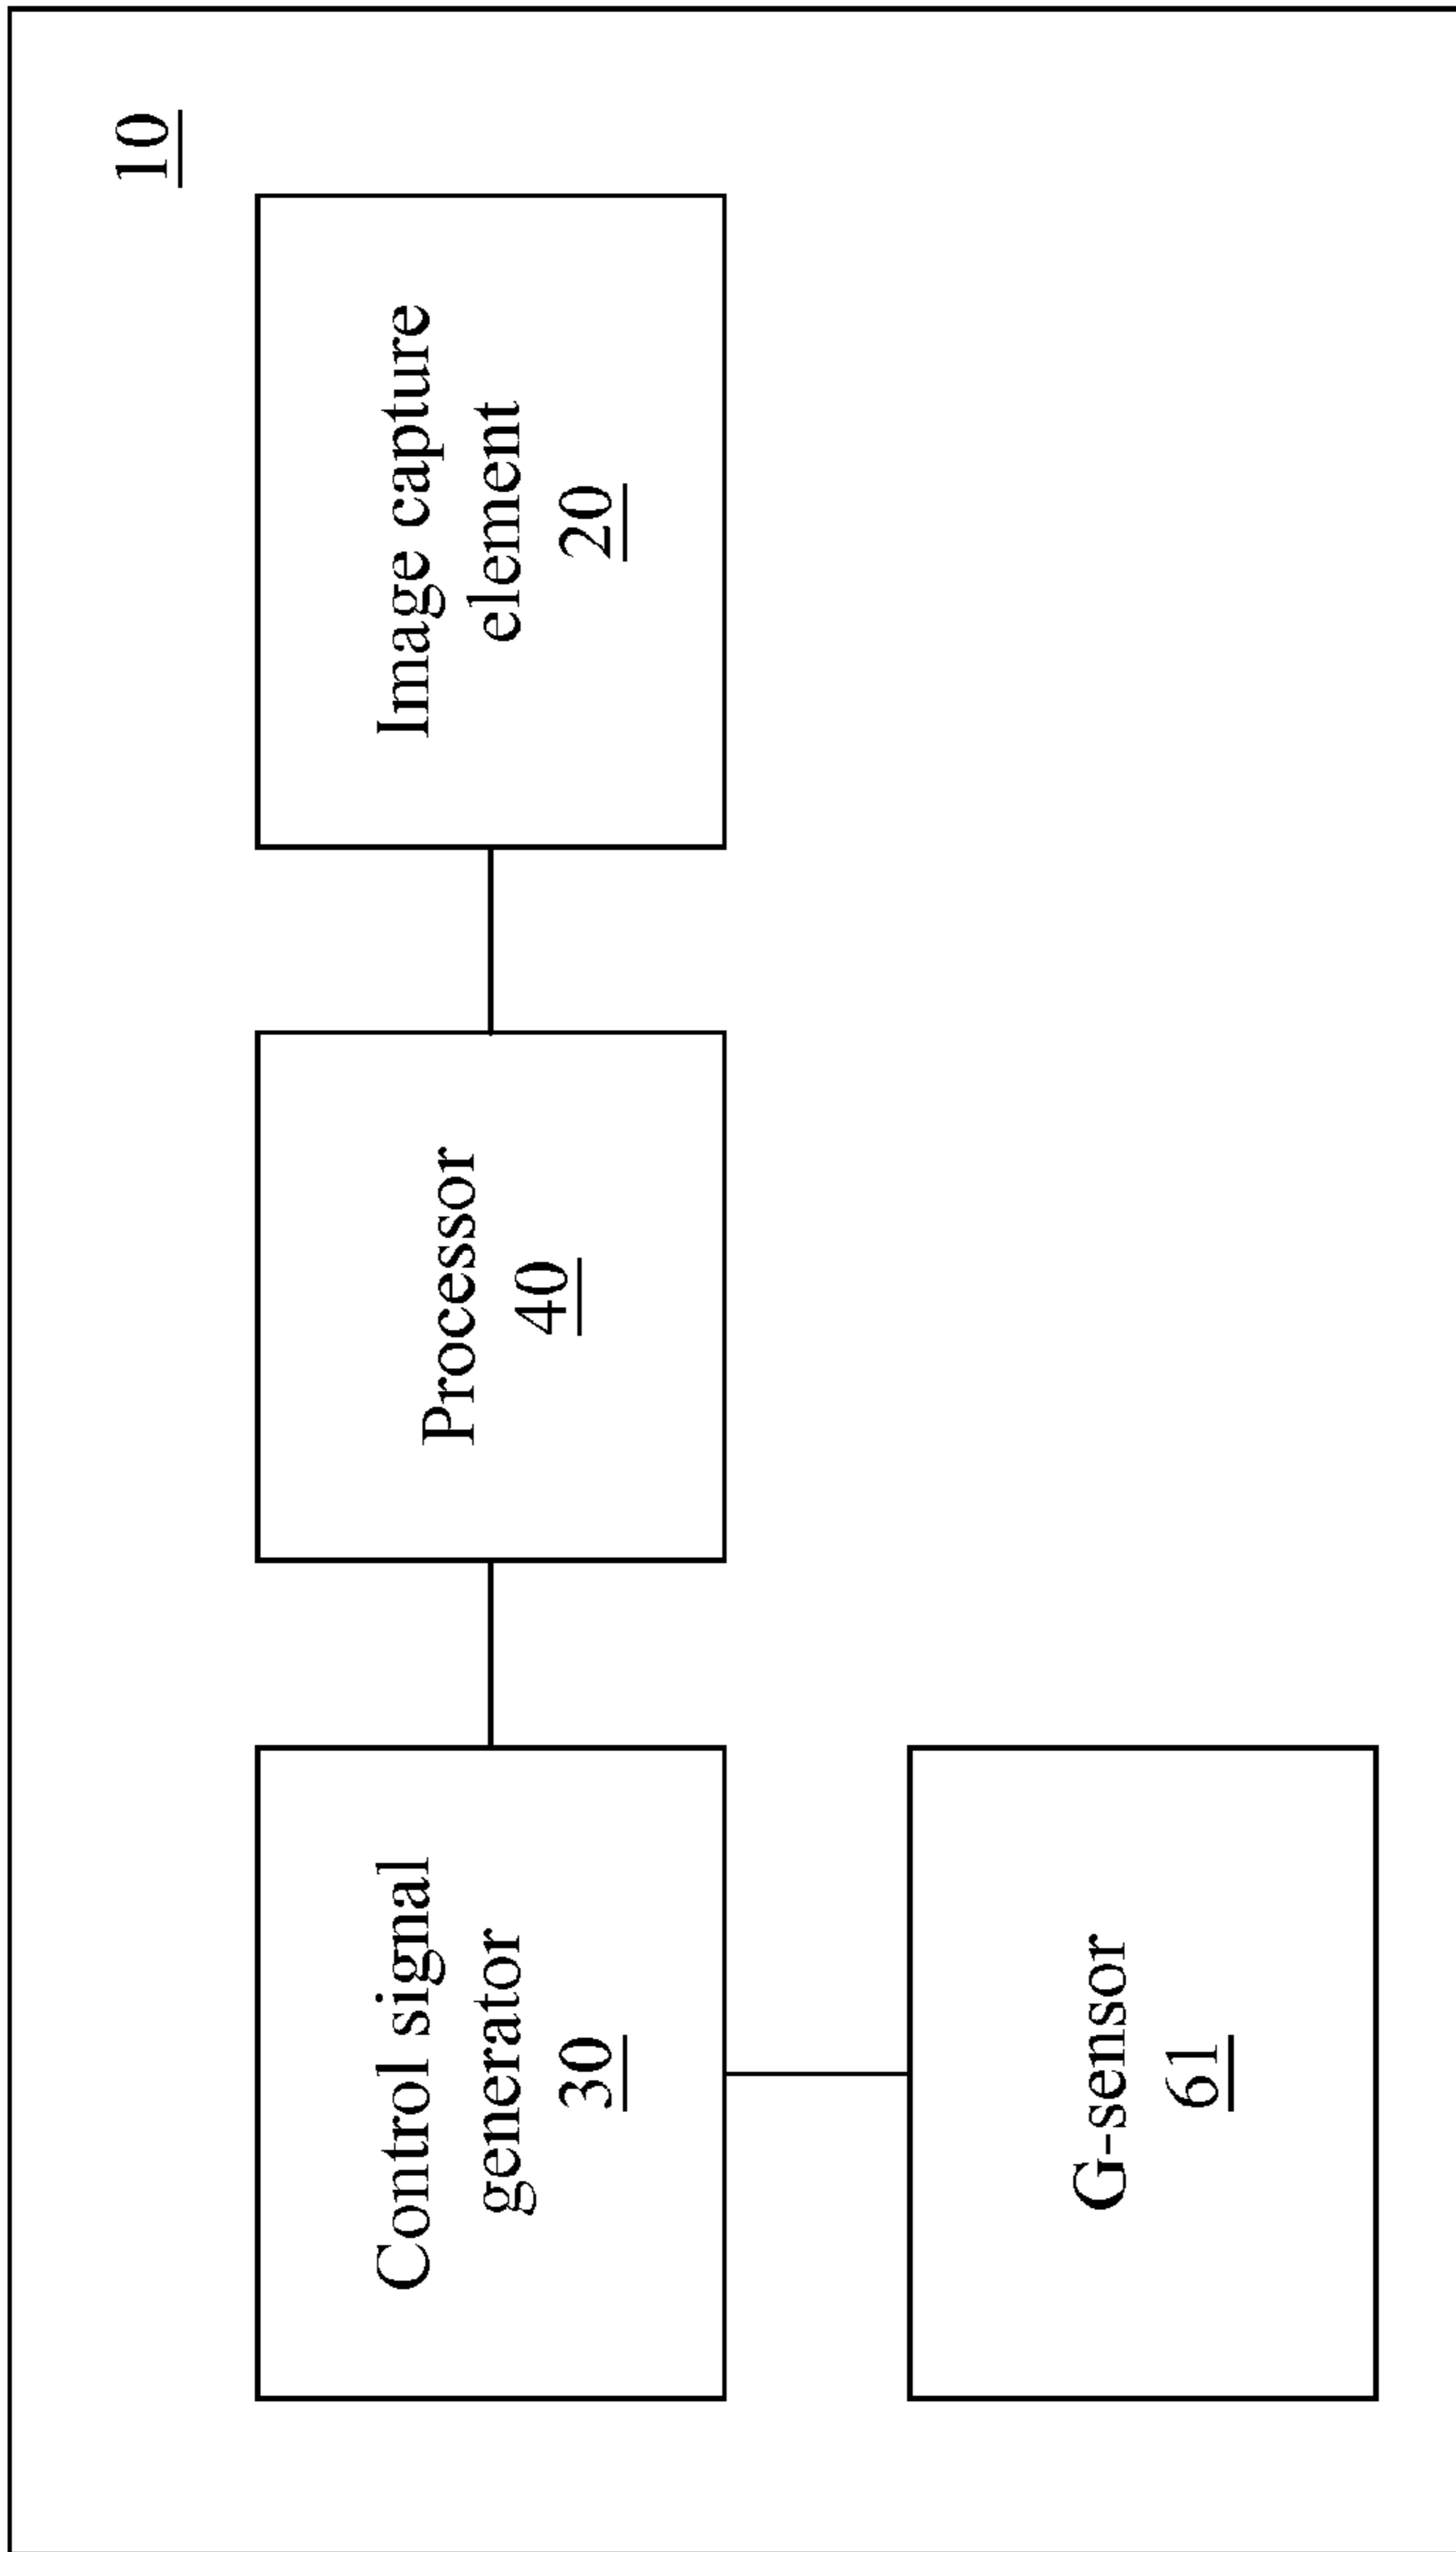 10
Control signal
generator
30
Processor
40
Image capture
element
20
G-sensor
61